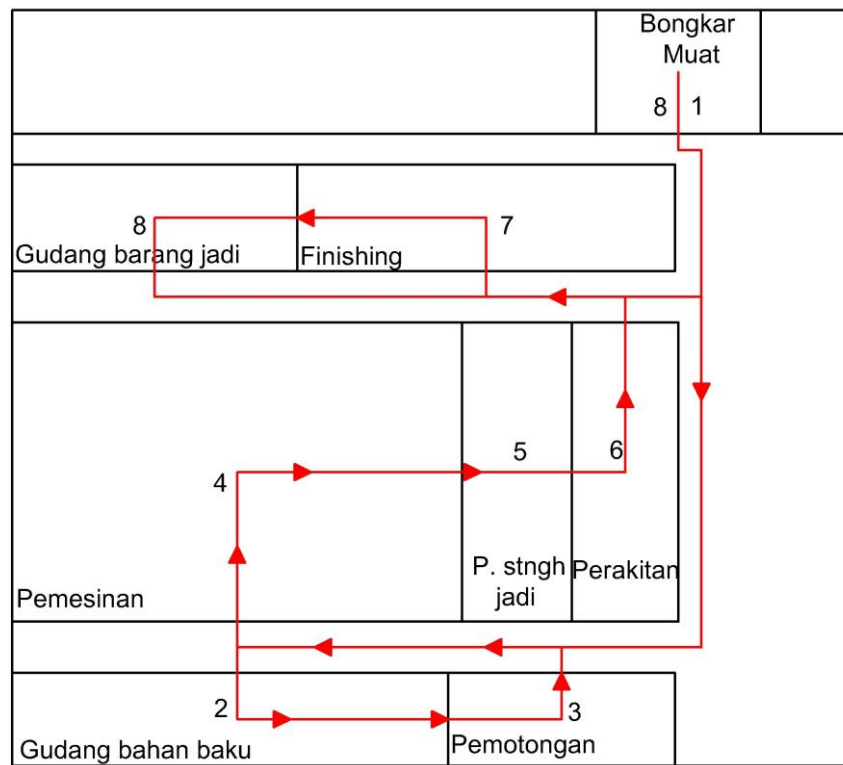 Bongkar
Muat
8 1
8
7
Gudang barang jadi
Finishing
4
5
6
P. stngh
jadi
Perakitan
Pemesinan
2
3
Gudang bahan baku
Pemotongan